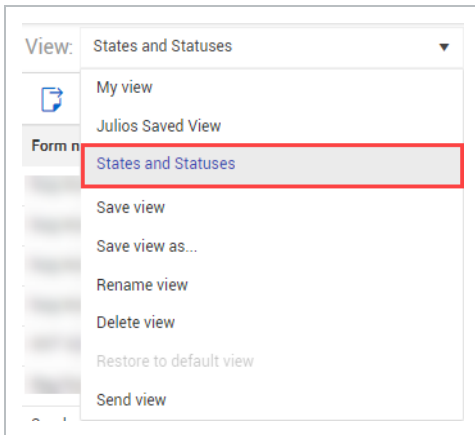 View: States and Statuses
My view
Julios Saved View
Form n
States and Statuses
Save view
Save view as...
Rename view
Delete view
Restore to default view
Send view